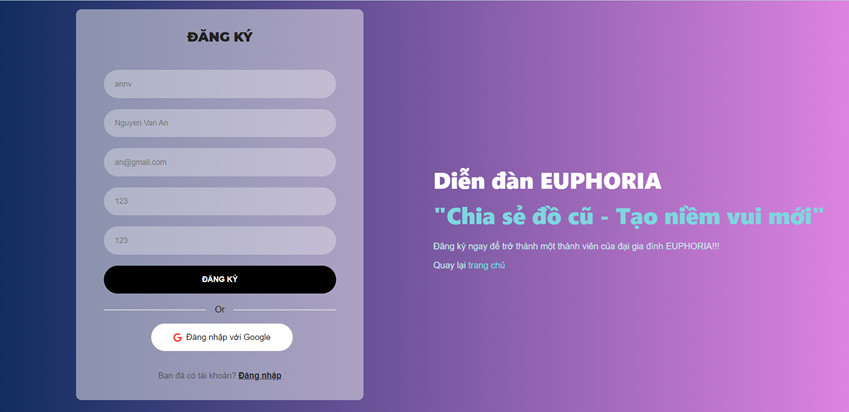 ĐĂNG KÝ
annv
Nguyen Van An
an@gmail.com
123
123
ĐĂNG KÝ
Or
Đăng nhập với Google
Bạn đã có tài khoản? Đăng nhập
Diễn đàn EUPHORIA
"Chia sẻ đồ cũ - Tạo niềm vui mới"
Đăng ký ngay để trở thành một thành viên của đại gia đình EUPHORIA!!!
Quay lại trang chủ